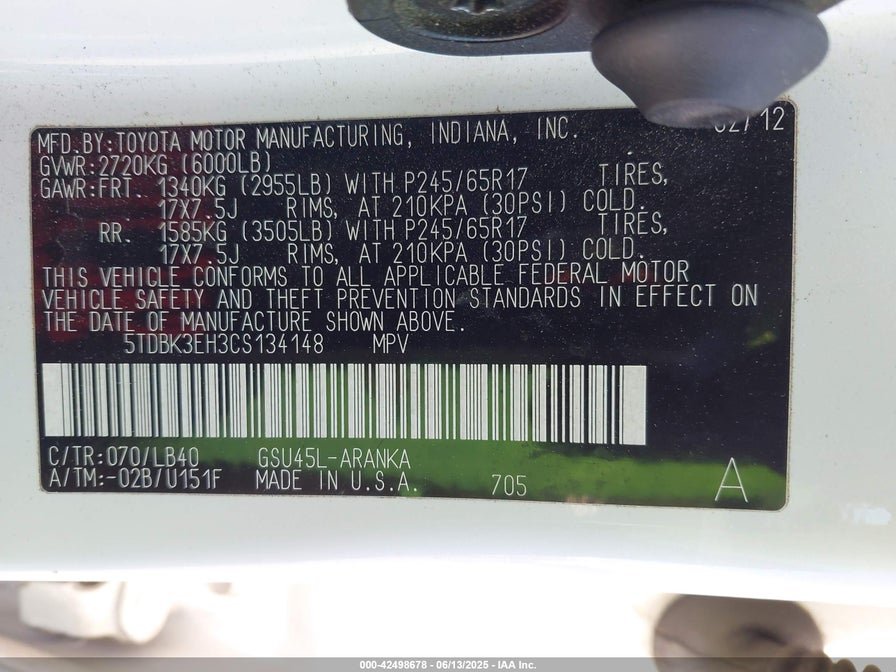 02/12
MFD.BY:TOYOTA MOTOR MANUFACTURING, INDIANA, INC.
GVWR:2720KG (6000LB)
GAWR:FRT. 1340KG (2955LB) WITH P245/65R17 TIRES,
17X7.5J RIMS, AT 210KPA (30PSI) COLD.
RR. 1585KG (3505LB) WITH P245/65R17 TIRES,
17X7.5J RIMS, AT 210KPA (30PSI) COLD.
THIS VEHICLE CONFORMS TO ALL APPLICABLE FEDERAL MOTOR
VEHICLE SAFETY AND THEFT PREVENTION STANDARDS IN EFFECT ON
THE DATE OF MANUFACTURE SHOWN ABOVE.
5TDBK3EH3CS134148 MPV
C/TR:070/LB40 GSU45L-ARANKA
A/TM:-02B/U151F MADE IN U.S.A. 705 A
000-42498678 - 06/13/2025 - IAA Inc.